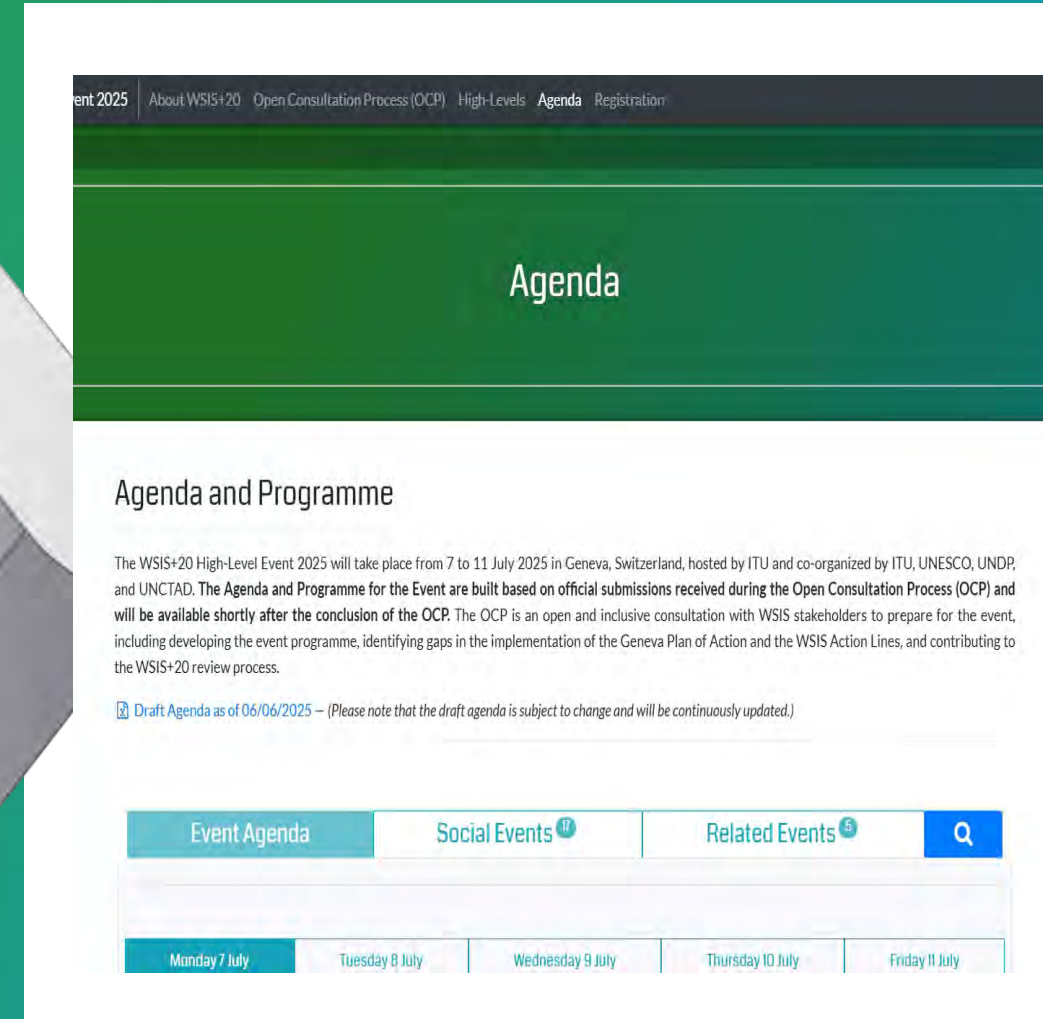 ent 2025 About WSIS+20 Open Consultation Process (OCP) High-Levels Agenda Registration
Agenda
Agenda and Programme
The WSIS+20 High-Level Event 2025 will take place from 7 to 11 July 2025 in Geneva, Switzerland, hosted by ITU and co-organized by ITU, UNESCO, UNDP,
and UNCTAD. The Agenda and Programme for the Event are built based on official submissions received during the Open Consultation Process (OCP) and
will be available shortly after the conclusion of the OCP. The OCP is an open and inclusive consultation with WSIS stakeholders to prepare for the event,
including developing the event programme, identifying gaps in the implementation of the Geneva Plan of Action and the WSIS Action Lines, and contributing to
the WSIS+20 review process.
Draft Agenda as of 06/06/2025 – (Please note that the draft agenda is subject to change and will be continuously updated.)
Event Agenda Social Events 17 Related Events 5
Monday 7 July Tuesday 8 July Wednesday 9 July Thursday 10 July Friday 11 July